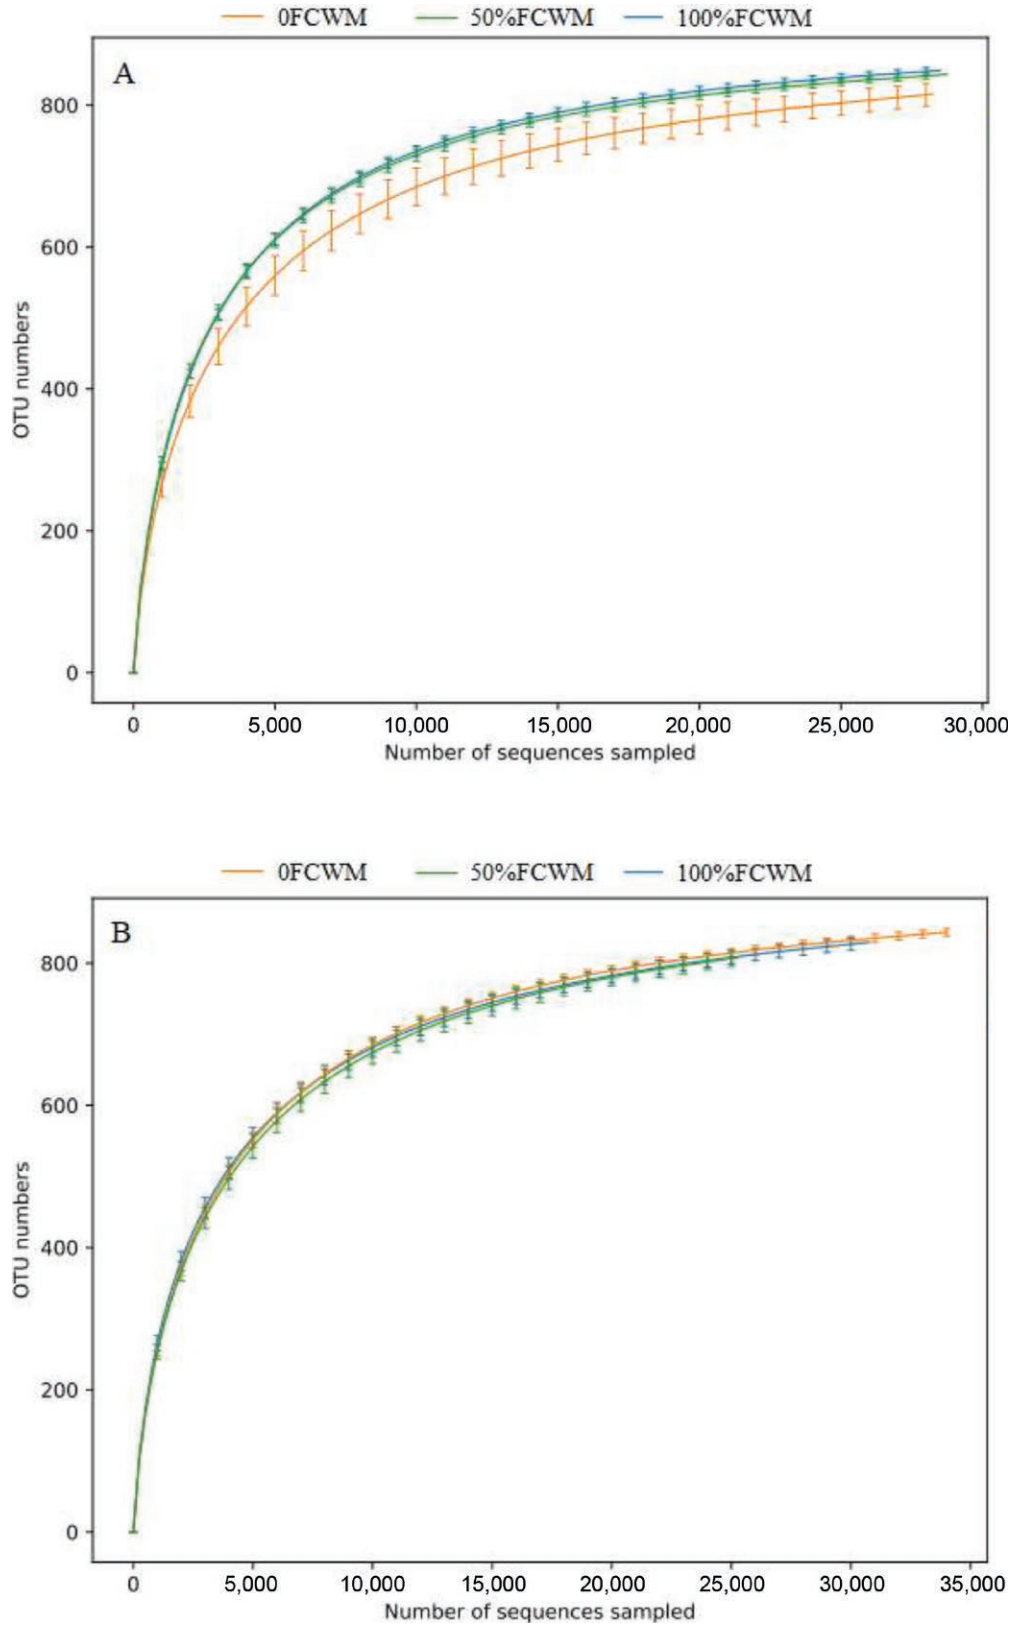 0FCWM 50%FCWM 100%FCWM
A
800
600
400
200
0
OTU numbers
0 5,000 10,000 15,000 20,000 25,000 30,000
Number of sequences sampled
0FCWM 50%FCWM 100%FCWM
B
800
600
400
200
0
OTU numbers
0 5,000 10,000 15,000 20,000 25,000 30,000 35,000
Number of sequences sampled